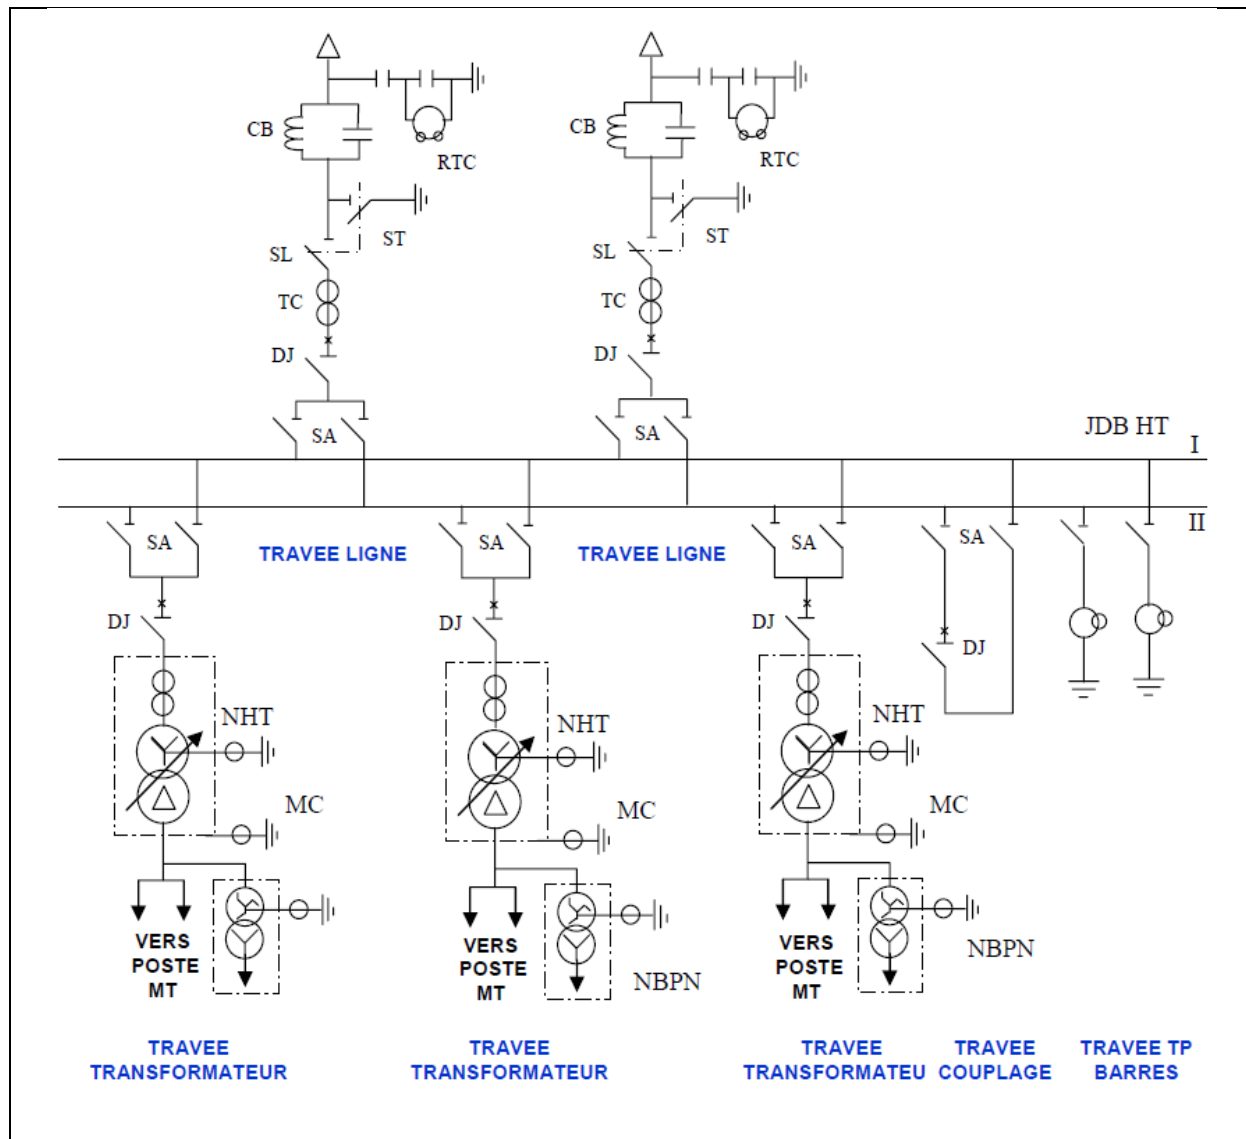 CB
RTC
ST
SL
TC
DJ
SA
CB
RTC
ST
SL
TC
DJ
SA
JDB HT
I
II
SA
TRAVEE LIGNE
SA
TRAVEE LIGNE
SA
SA
DJ
DJ
DJ
DJ
NHT
MC
NHT
MC
NHT
MC
VERS
POSTE
MT
VERS
POSTE
MT
NBPN
VERS
POSTE
MT
NBPN
TRAVEE
TRANSFORMATEUR
TRAVEE
TRANSFORMATEUR
TRAVEE
TRANSFORMATEU
TRAVEE
COUPLAGE
TRAVEE TP
BARRES